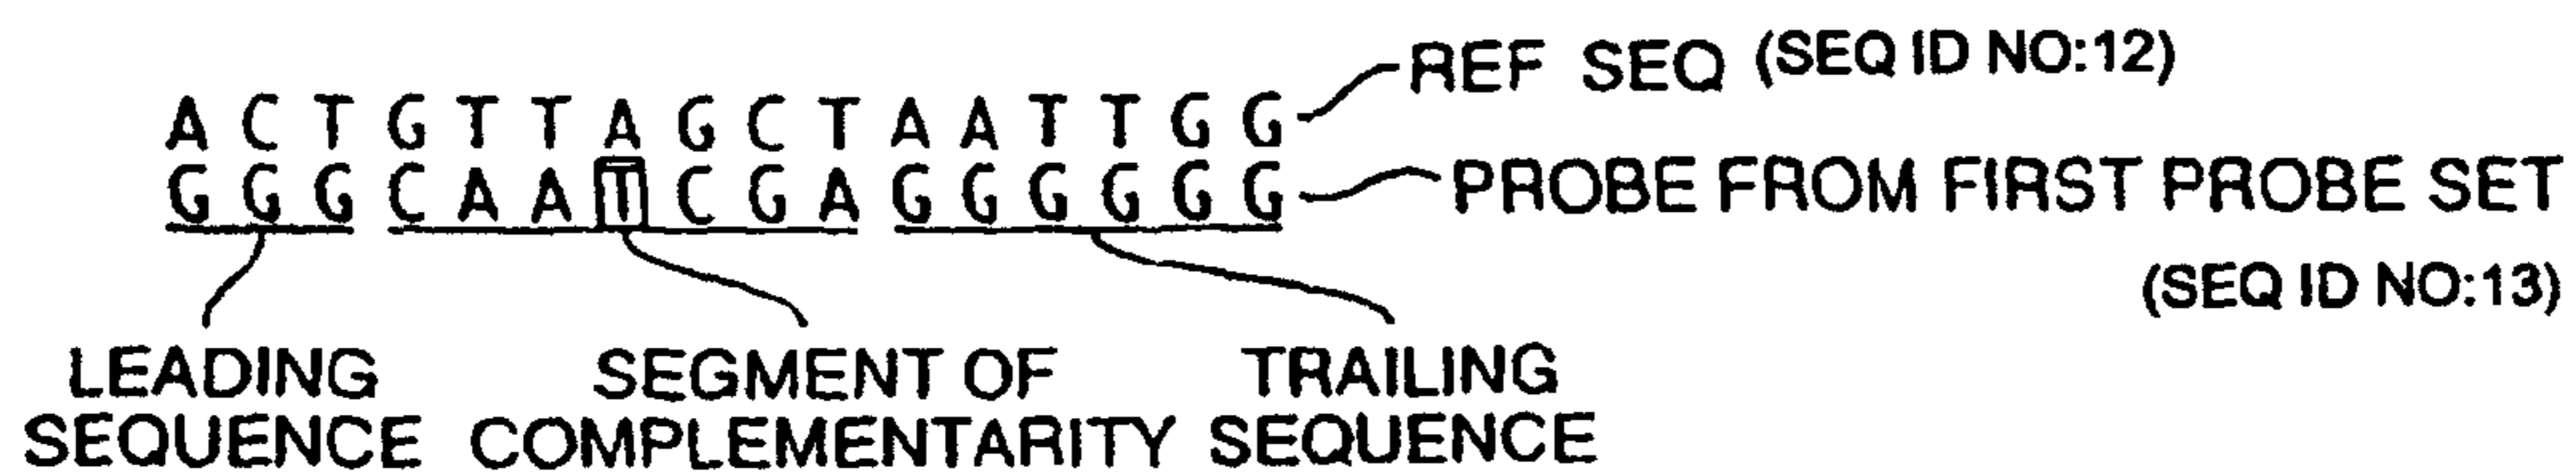 REF SEQ (SEQ ID NO:12)
A C T G T T A G C T A A T T G G
G G G C A A T C G A G G G G G G
PROBE FROM FIRST PROBE SET
(SEQ ID NO:13)
LEADING SEQUENCE
SEGMENT OF COMPLEMENTARITY
TRAILING SEQUENCE